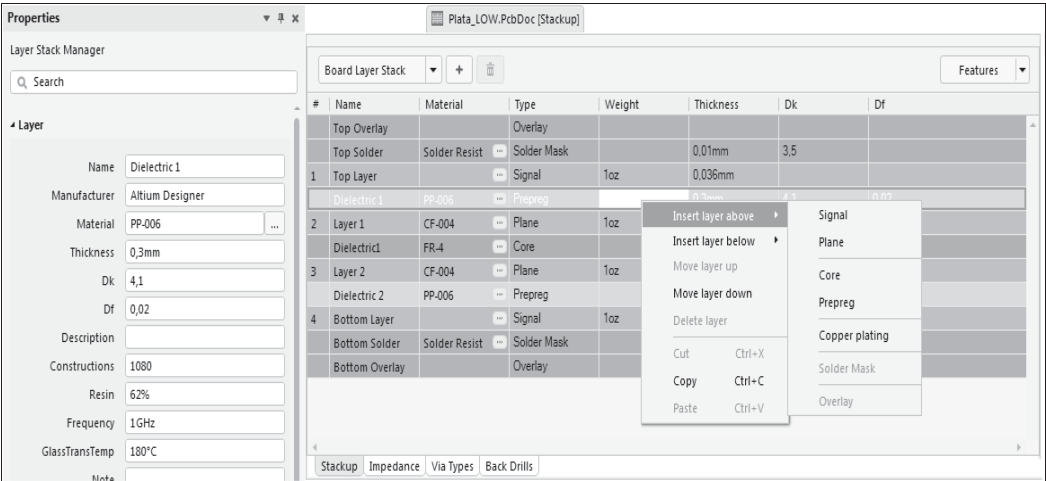 Properties
Plata_LOW.PcbDoc [Stackup]
Layer Stack Manager
Search
Layer
Name Dielectric 1
Manufacturer Altium Designer
Material PP-006 ...
Thickness 0,3mm
Dk 4,1
Df 0,02
Description
Constructions 1080
Resin 62%
Frequency 1GHz
GlassTransTemp 180°C
Note
Board Layer Stack + Features
# Name Material Type Weight Thickness Dk Df
Top Overlay Overlay
Top Solder Solder Resist ... Solder Mask 0,01mm 3,5
1 Top Layer ... Signal 1oz 0,036mm
Dielectric 1 PP-006 ... Prepreg 0,3mm 4,1 0,02
2 Layer 1 CF-004 ... Plane 1oz
Dielectric1 FR-4 ... Core
3 Layer 2 CF-004 ... Plane 1oz
Dielectric 2 PP-006 ... Prepreg
4 Bottom Layer ... Signal 1oz
Bottom Solder Solder Resist ... Solder Mask
Bottom Overlay Overlay
Insert layer above
Insert layer below
Move layer up
Move layer down
Delete layer
Cut Ctrl+X
Copy Ctrl+C
Paste Ctrl+V
Signal
Plane
Core
Prepreg
Copper plating
Solder Mask
Overlay
Stackup Impedance Via Types Back Drills